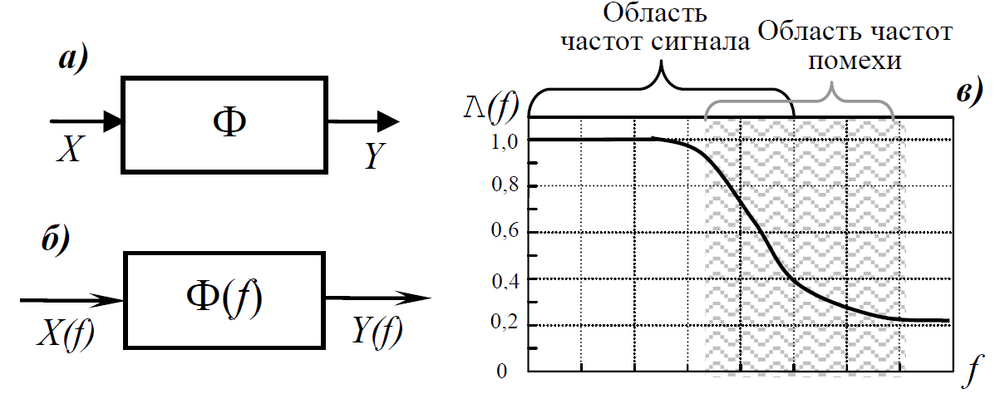 а)
Φ
X
Y
б)
Φ(f)
X(f)
Y(f)
Область
частот сигнала
Область частот
помехи
в)
λ(f)
1,0
0,8
0,6
0,4
0,2
0
f